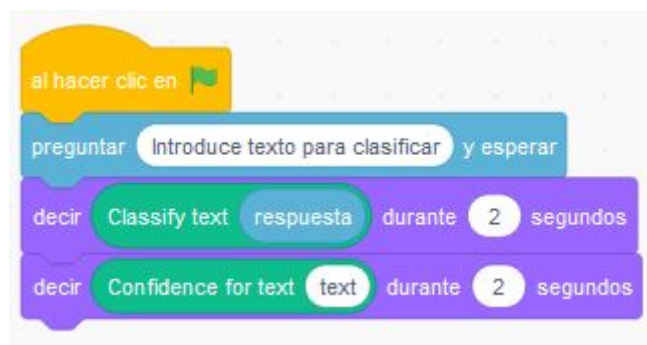 al hacer clic en
preguntar Introduce texto para clasificar y esperar
decir Classify text respuesta durante 2 segundos
decir Confidence for text text durante 2 segundos